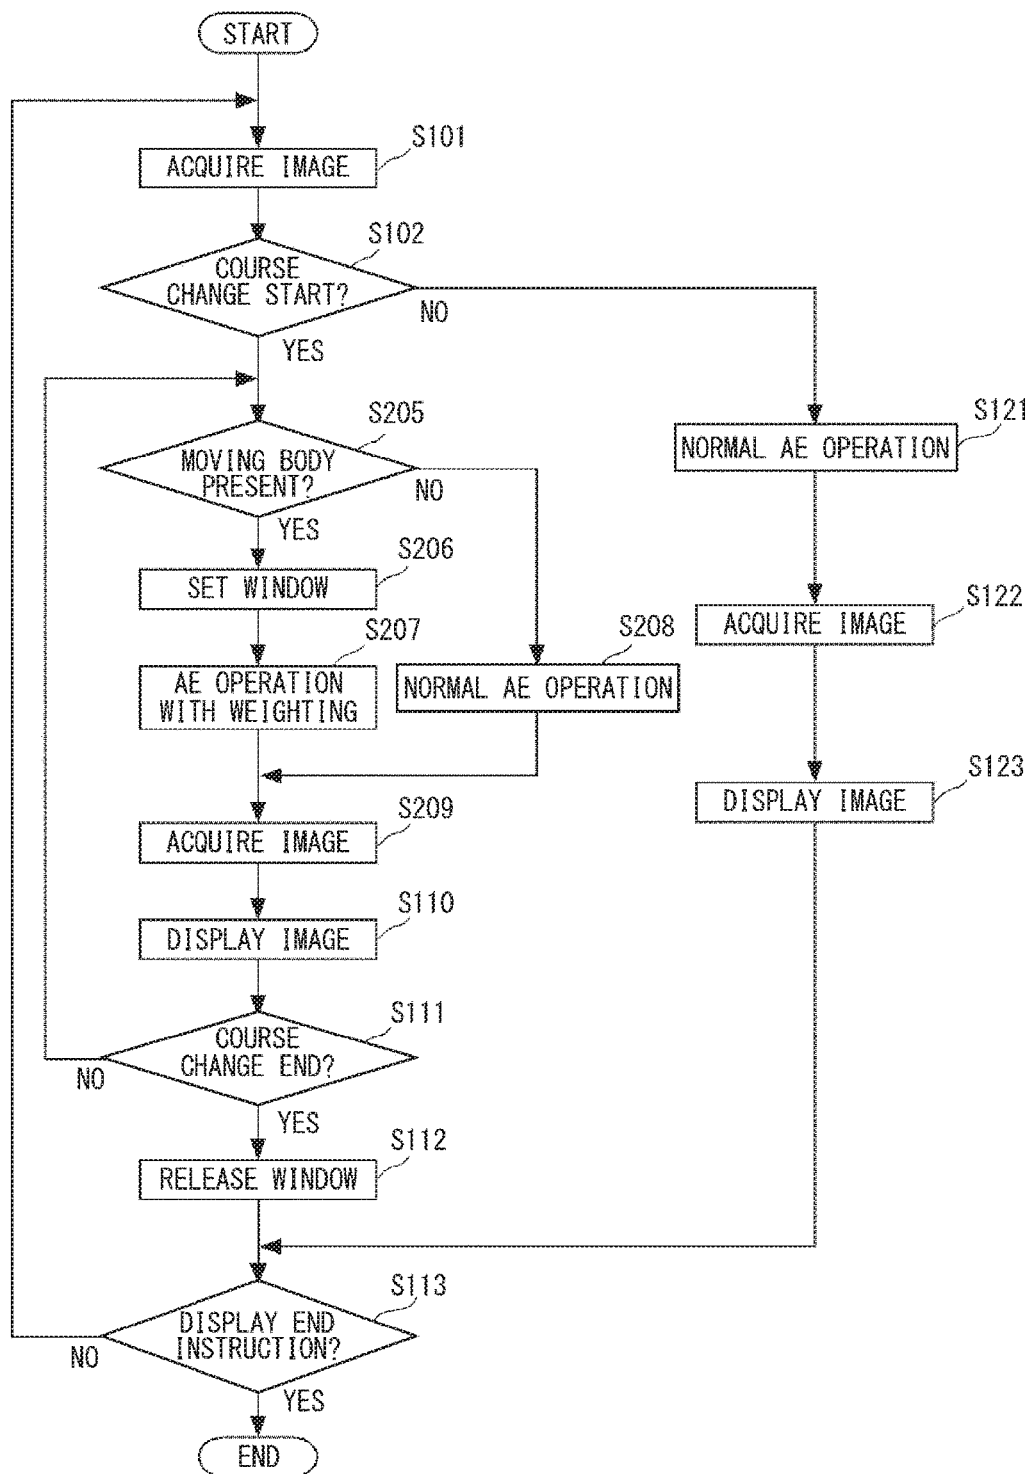 START
S101
ACQUIRE IMAGE
S102
COURSE
CHANGE START?
NO
YES
S205
MOVING BODY
PRESENT?
NO
YES
S121
NORMAL AE OPERATION
S206
SET WINDOW
S207
AE OPERATION
WITH WEIGHTING
S208
NORMAL AE OPERATION
S122
ACQUIRE IMAGE
S123
DISPLAY IMAGE
S209
ACQUIRE IMAGE
S110
DISPLAY IMAGE
S111
COURSE
CHANGE END?
NO
YES
S112
RELEASE WINDOW
S113
DISPLAY END
INSTRUCTION?
NO
YES
END